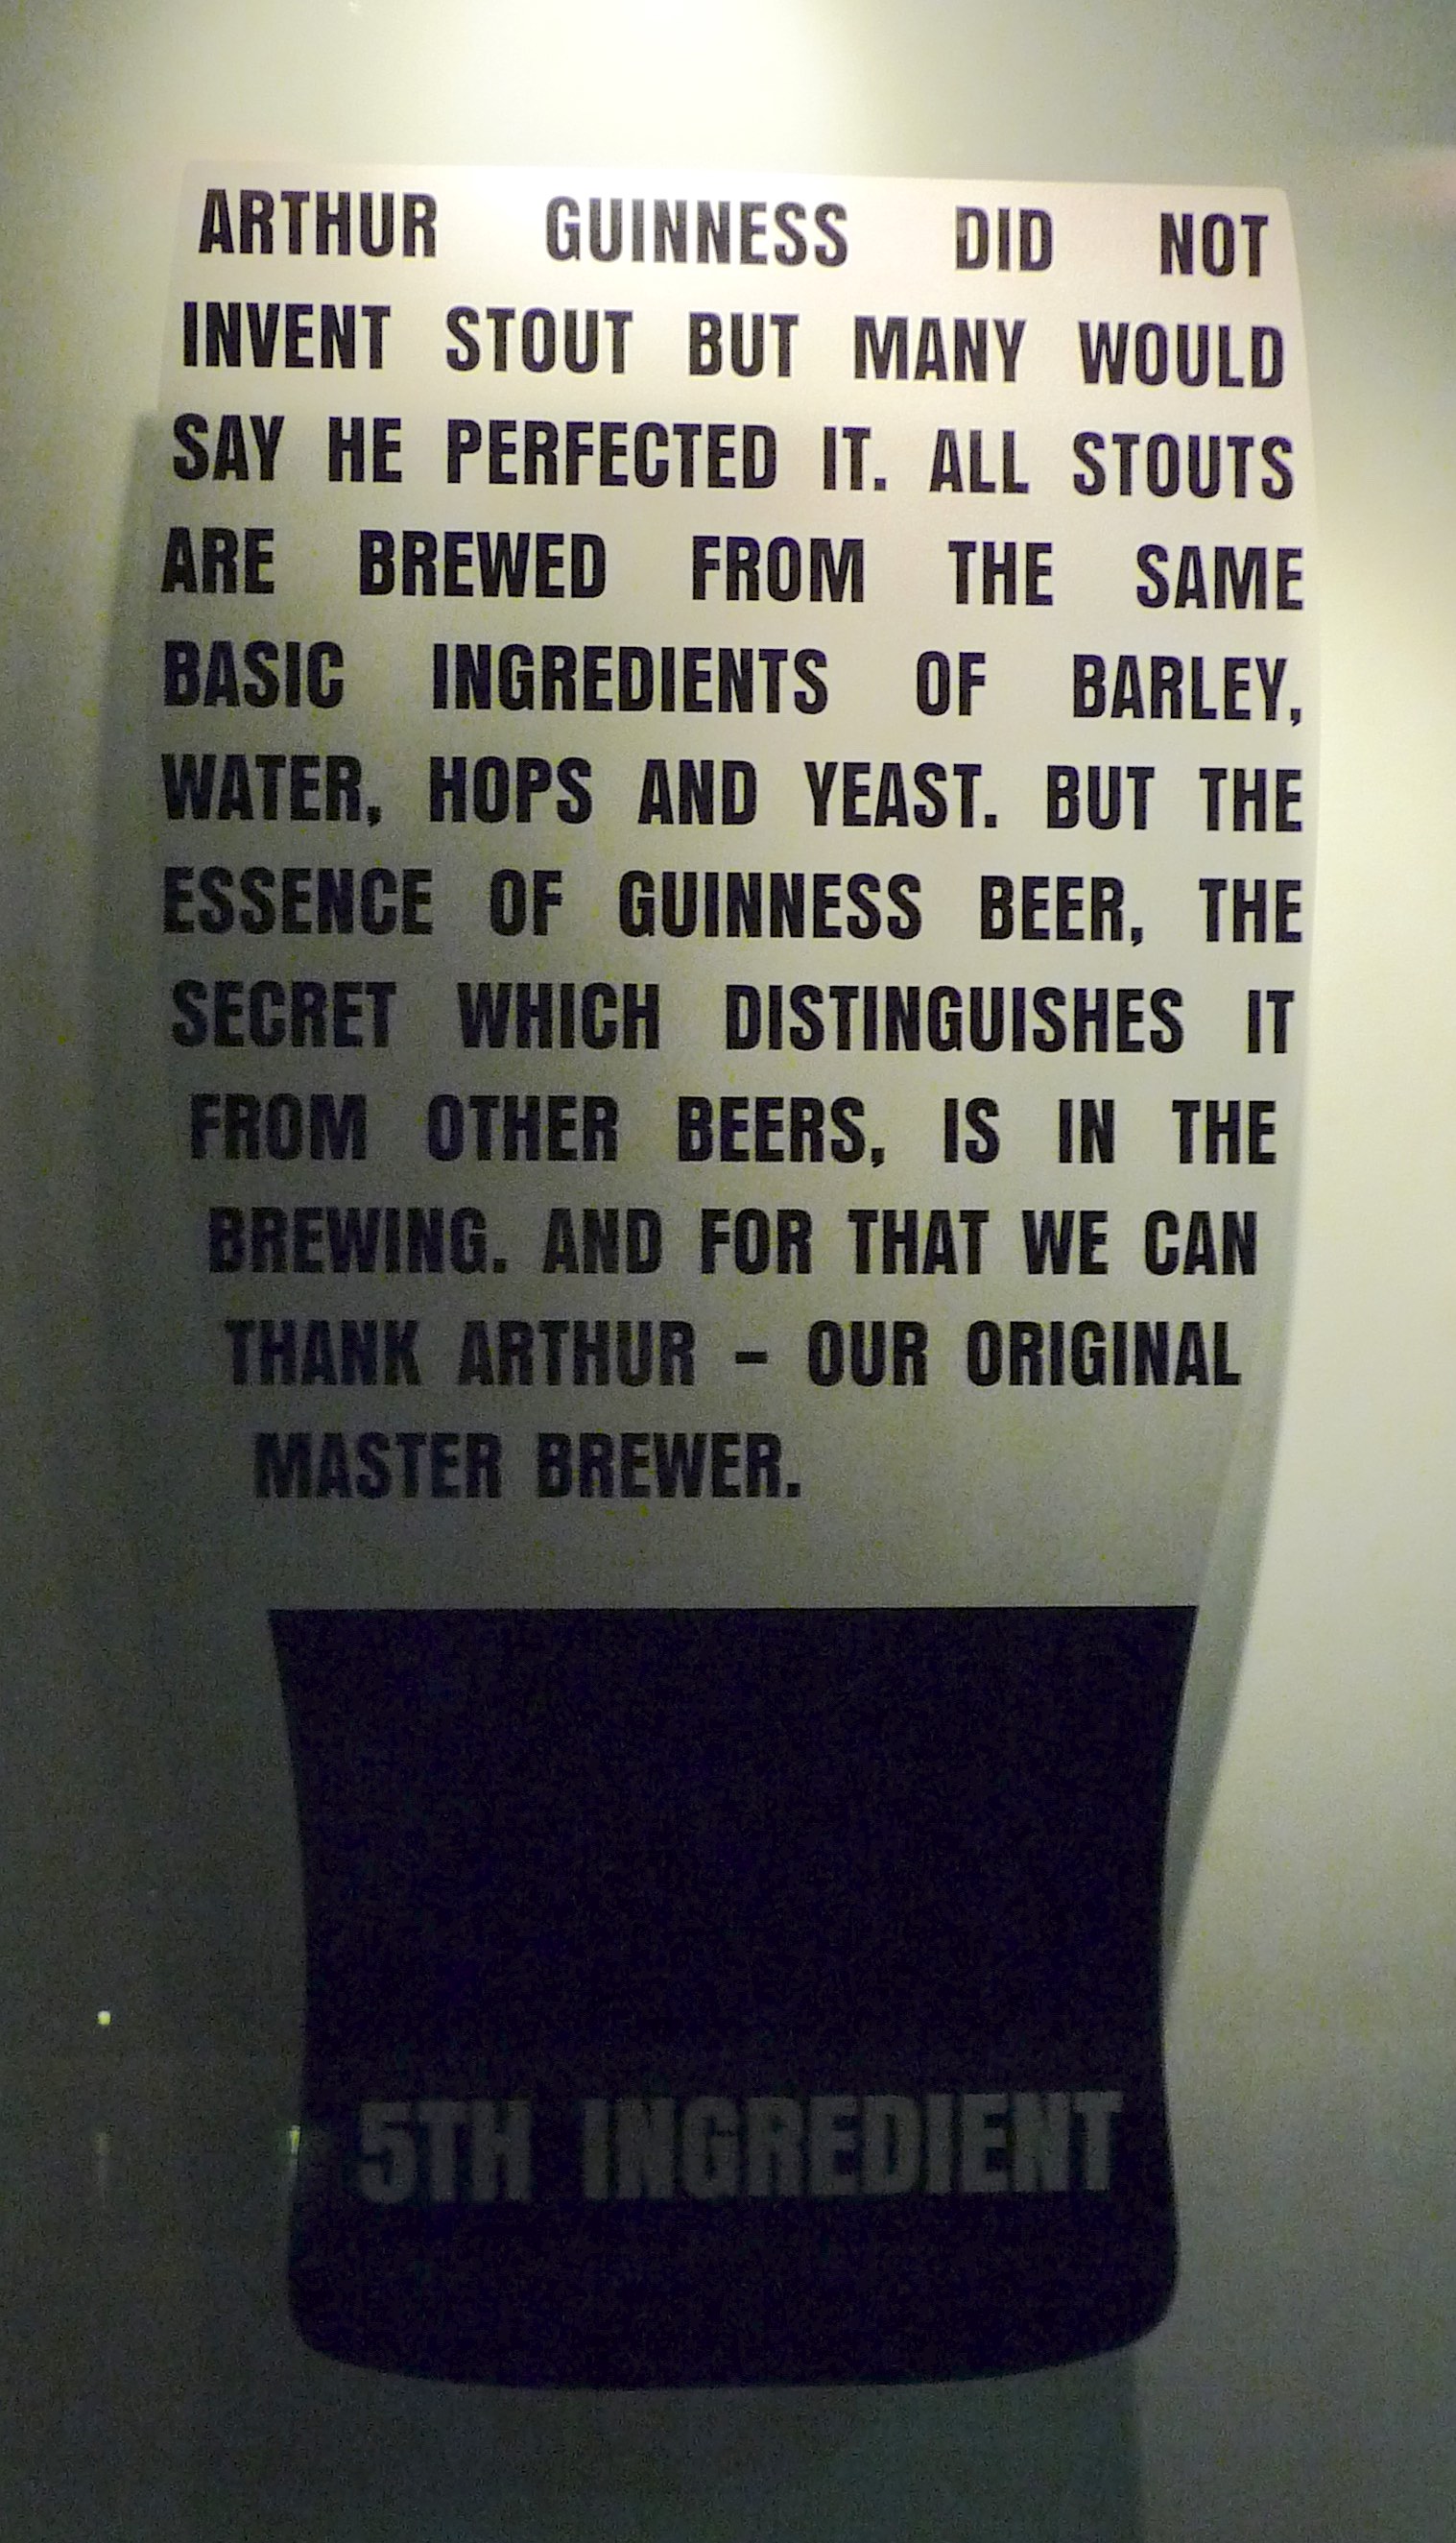 ARTHUR GUINNESS DID NOT
INVENT STOUT BUT MANY WOULD
SAY HE PERFECTED IT. ALL STOUTS
ARE BREWED FROM THE SAME
BASIC INGREDIENTS OF BARLEY,
WATER, HOPS AND YEAST. BUT THE
ESSENCE OF GUINNESS BEER, THE
SECRET WHICH DISTINGUISHES IT
FROM OTHER BEERS, IS IN THE
BREWING. AND FOR THAT WE CAN
THANK ARTHUR – OUR ORIGINAL
MASTER BREWER.
5TH INGREDIENT